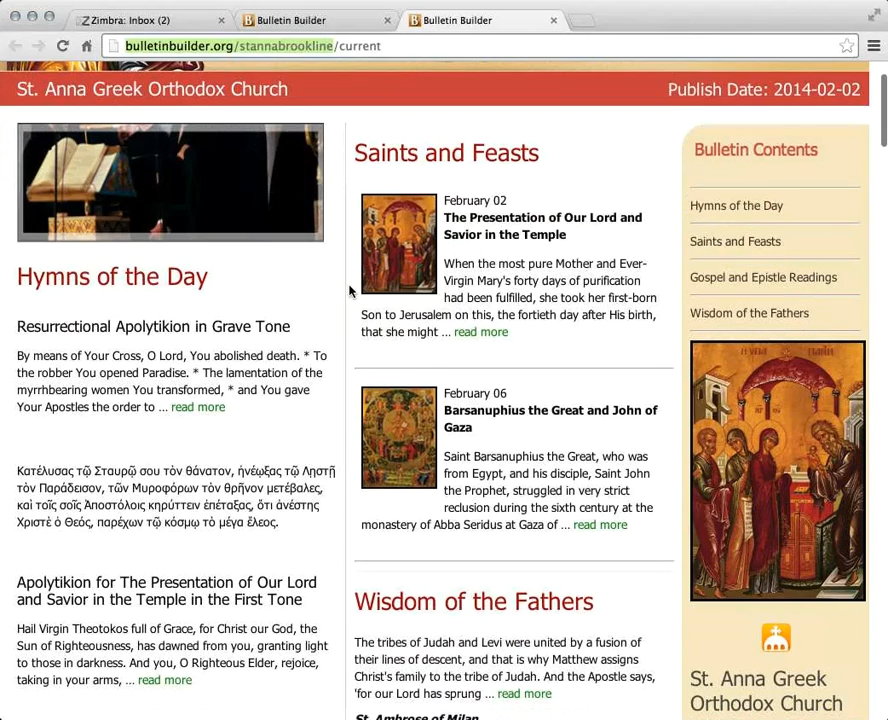 Zimbra: Inbox (2)
Bulletin Builder
Bulletin Builder
bulletinbuilder.org/stannabrookline/current
St. Anna Greek Orthodox Church
Publish Date: 2014-02-02
Hymns of the Day
Resurrectional Apolytikion in Grave Tone
By means of Your Cross, O Lord, You abolished death. * To
the robber You opened Paradise. * The lamentation of the
myrrhbearing women You transformed, * and You gave
Your Apostles the order to ... read more
Κατέλυσας τῷ Σταυρῷ σου τὸν θάνατον, ἠνέῳξας τῷ Λῃστῇ
τὸν Παράδεισον, τῶν Μυροφόρων τὸν θρῆνον μετέβαλες,
καὶ τοῖς σοῖς Ἀποστόλοις κηρύττειν ἐπέταξας, ὅτι ἀνέστης
Χριστὲ ὁ Θεός, παρέχων τῷ κόσμῳ τὸ μέγα ἔλεος.
Apolytikion for The Presentation of Our Lord
and Savior in the Temple in the First Tone
Hail Virgin Theotokos full of Grace, for Christ our God, the
Sun of Righteousness, has dawned from you, granting light
to those in darkness. And you, O Righteous Elder, rejoice,
taking in your arms, ... read more
Saints and Feasts
February 02
The Presentation of Our Lord and
Savior in the Temple
When the most pure Mother and Ever-
Virgin Mary's forty days of purification
had been fulfilled, she took her first-born
Son to Jerusalem on this, the fortieth day after His birth,
that she might ... read more
February 06
Barsanuphius the Great and John of
Gaza
Saint Barsanuphius the Great, who was
from Egypt, and his disciple, Saint John
the Prophet, struggled in very strict
reclusion during the sixth century at the
monastery of Abba Seridus at Gaza of ... read more
Wisdom of the Fathers
The tribes of Judah and Levi were united by a fusion of
their lines of descent, and that is why Matthew assigns
Christ's family to the tribe of Judah. And the Apostle says,
'for our Lord has sprung ... read more
St. Ambrose of Milan
Bulletin Contents
Hymns of the Day
Saints and Feasts
Gospel and Epistle Readings
Wisdom of the Fathers
St. Anna Greek
Orthodox Church